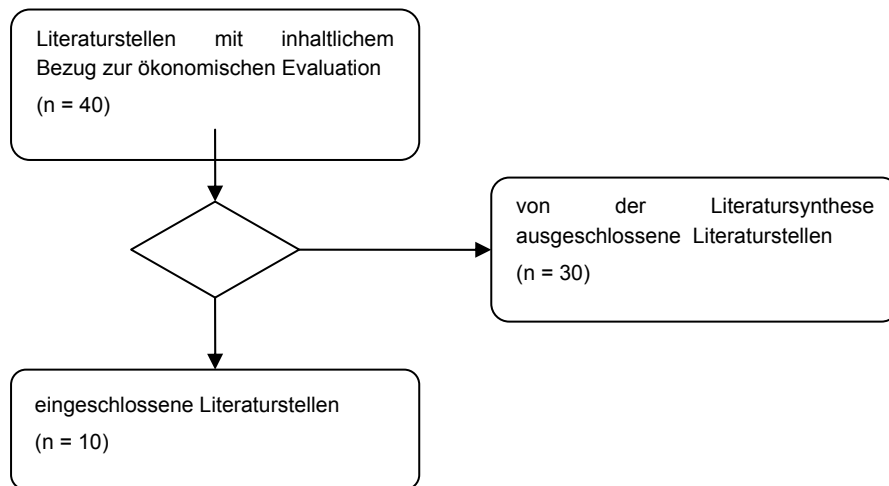 Literaturstellen mit inhaltlichem
Bezug zur ökonomischen Evaluation
(n = 40)
von der Literatursynthese
ausgeschlossene Literaturstellen
(n = 30)
eingeschlossene Literaturstellen
(n = 10)